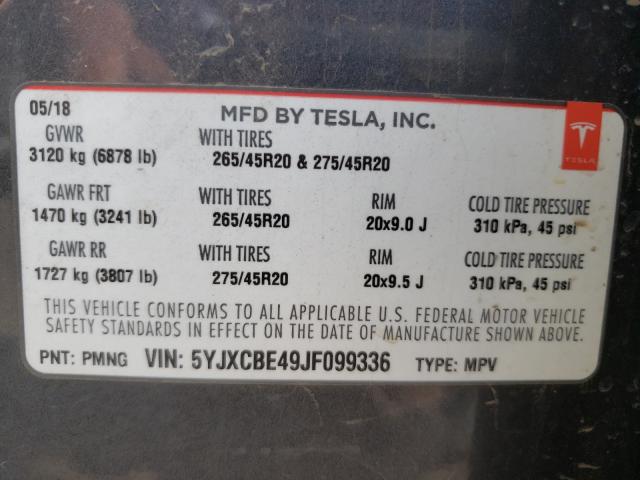 05/18 MFD BY TESLA, INC.
GVWR WITH TIRES
3120 kg (6878 lb) 265/45R20 & 275/45R20
TESLA
GAWR FRT WITH TIRES RIM COLD TIRE PRESSURE
1470 kg (3241 lb) 265/45R20 20x9.0 J 310 kPa, 45 psi
GAWR RR WITH TIRES RIM COLD TIRE PRESSURE
1727 kg (3807 lb) 275/45R20 20x9.5 J 310 kPa, 45 psi
THIS VEHICLE CONFORMS TO ALL APPLICABLE U.S. FEDERAL MOTOR VEHICLE
SAFETY STANDARDS IN EFFECT ON THE DATE OF MANUFACTURE SHOWN ABOVE.
PNT: PMNG VIN: 5YJXCBE49JF099336 TYPE: MPV